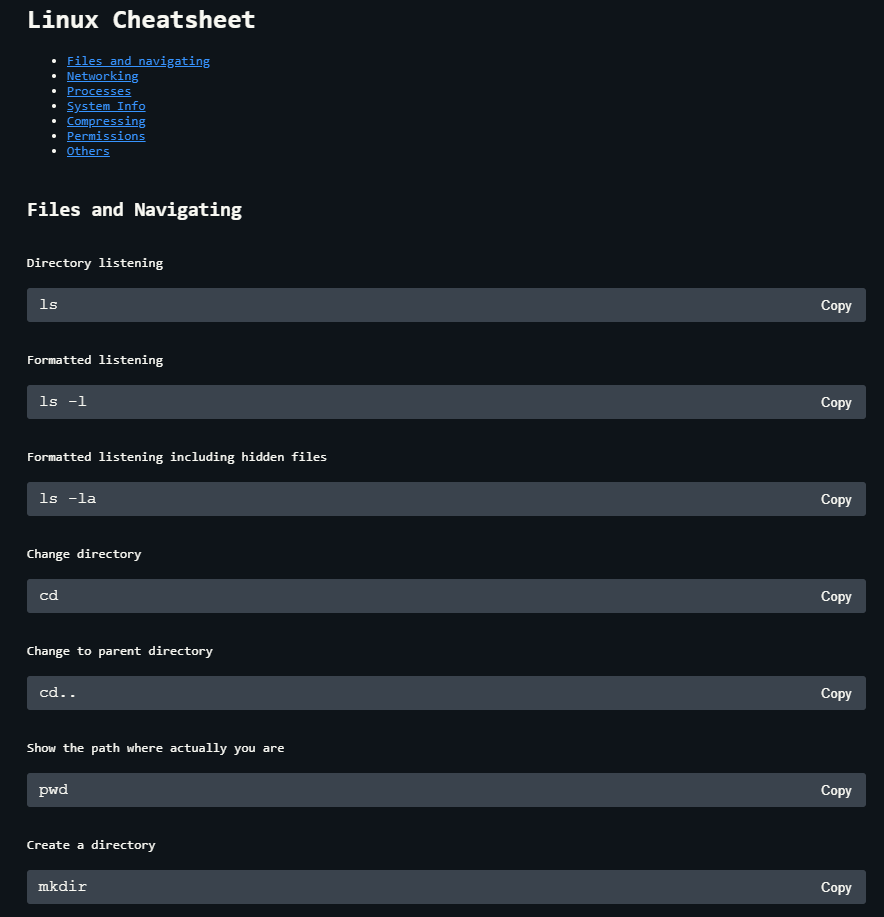 Linux Cheatsheet
Files and navigating
Networking
Processes
System Info
Compressing
Permissions
Others
Files and Navigating
Directory listening
ls Copy
Formatted listening
ls -l Copy
Formatted listening including hidden files
ls -la Copy
Change directory
cd Copy
Change to parent directory
cd.. Copy
Show the path where actually you are
pwd Copy
Create a directory
mkdir Copy